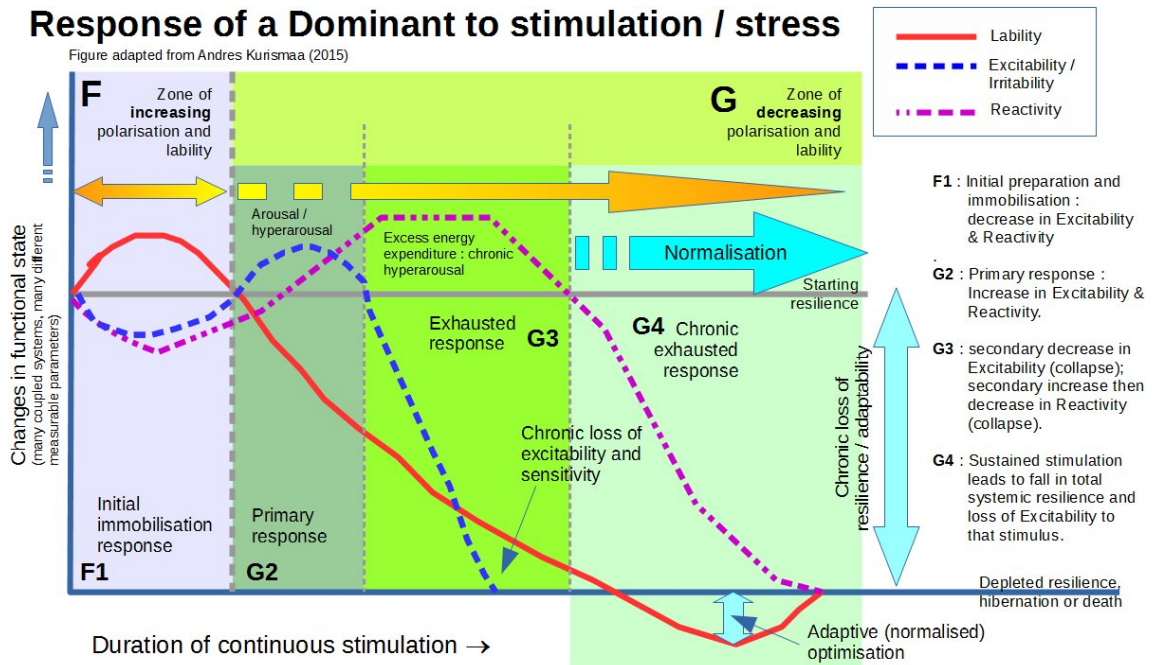 Response of a Dominant to stimulation / stress
Figure adapted from Andres Kurismaa (2015)
Lability
Excitability /
Irritability
Reactivity
F
Zone of
increasing
polarisation and
lability
G
Zone of
decreasing
polarisation and
lability
Arousal /
hyperarousal
Excess energy
expenditure : chronic
hyperarousal
Normalisation
Starting
resilience
Exhausted
response
G3
G4 Chronic
exhausted
response
Chronic loss of
excitability and
sensitivity
Initial
immobilisation
response
F1
Primary
response
G2
Changes in functional state
(many coupled systems, many different
measurable parameters)
Chronic loss of
resilience / adaptability
F1 : Initial preparation and
immobilisation :
decrease in Excitability
& Reactivity
.
G2 : Primary response :
Increase in Excitability &
Reactivity.
G3 : secondary decrease in
Excitability (collapse);
secondary increase then
decrease in Reactivity
(collapse).
G4 : Sustained stimulation
leads to fall in total
systemic resilience and
loss of Excitability to
that stimulus.
Depleted resilience,
hibernation or death
Duration of continuous stimulation →
Adaptive (normalised)
optimisation